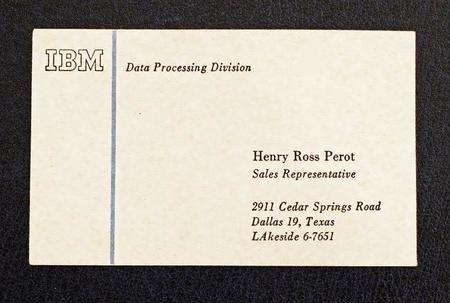 IBM
Data Processing Division
Henry Ross Perot
Sales Representative
2911 Cedar Springs Road
Dallas 19, Texas
LAkeside 6-7651